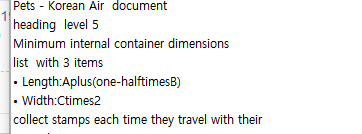 Pets - Korean Air  document
heading  level 5
Minimum internal container dimensions
list  with 3 items
• Length:Aplus(one-halftimesB)
• Width:Ctimes2
collect stamps each time they travel with their